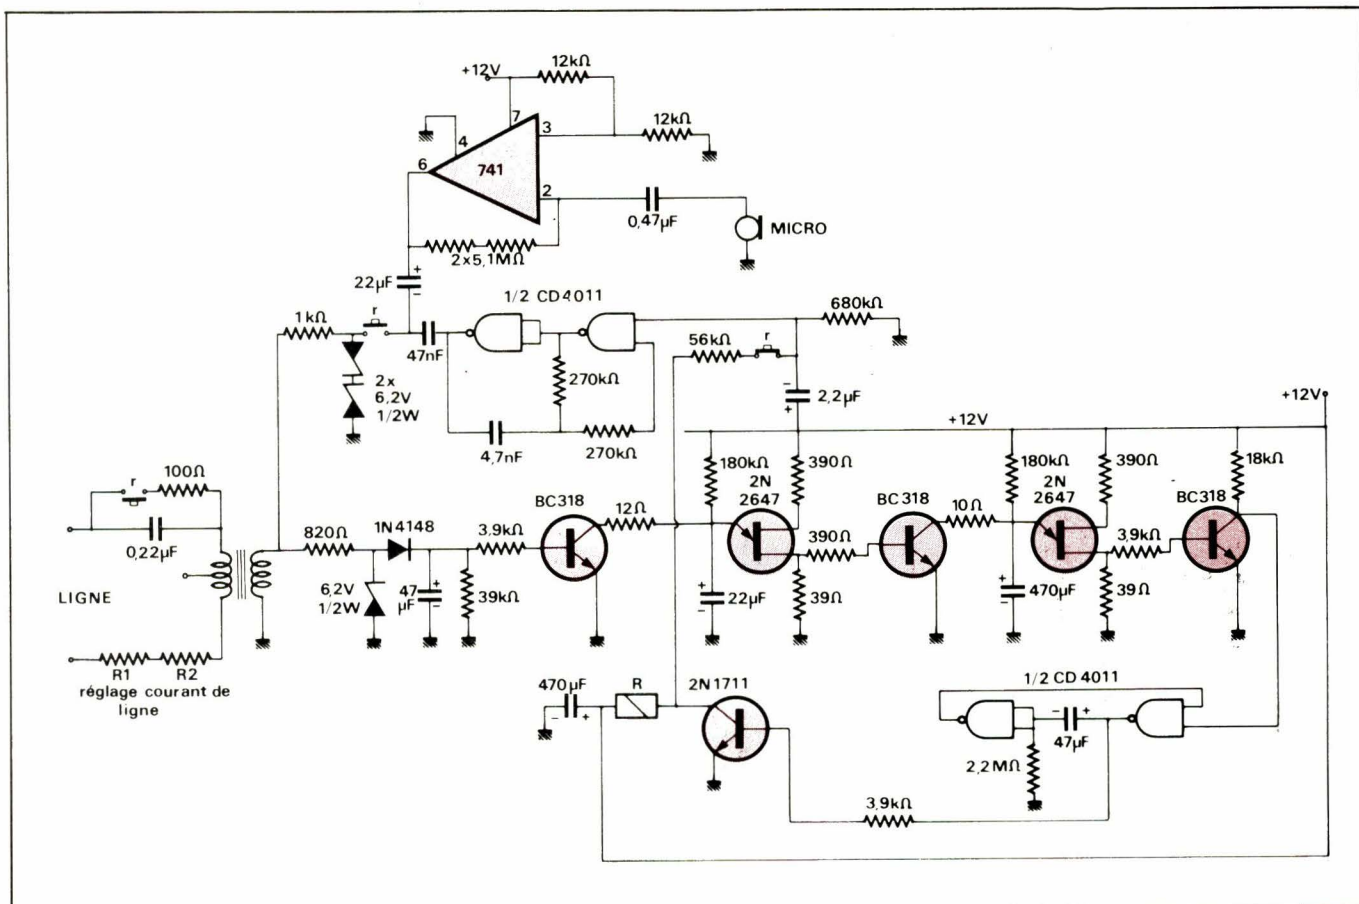 +12V
12kΩ
12kΩ
7
3
4
6
741
2
0,47µF
MICRO
2x5,1MΩ
22µF
+
−
1/2 CD4011
680kΩ
1kΩ
r
47nF
56kΩ
r
2x
6,2V
1/2W
270kΩ
−
+
2,2µF
+12V
+12V
4,7nF
270kΩ
180kΩ
390Ω
180kΩ
390Ω
18kΩ
r
100Ω
0,22µF
820Ω
1N4148
3.9kΩ
BC318
12Ω
2N
2647
390Ω
BC318
10Ω
2N
2647
3,9kΩ
BC318
LIGNE
6,2V
1/2W
+
47
µF
−
39kΩ
+
22µF
−
39Ω
+
470µF
−
39Ω
R1
R2
réglage courant de
ligne
470µF
−
+
R
2N1711
1/2 CD4011
−
+
47µF
2,2MΩ
3,9kΩ